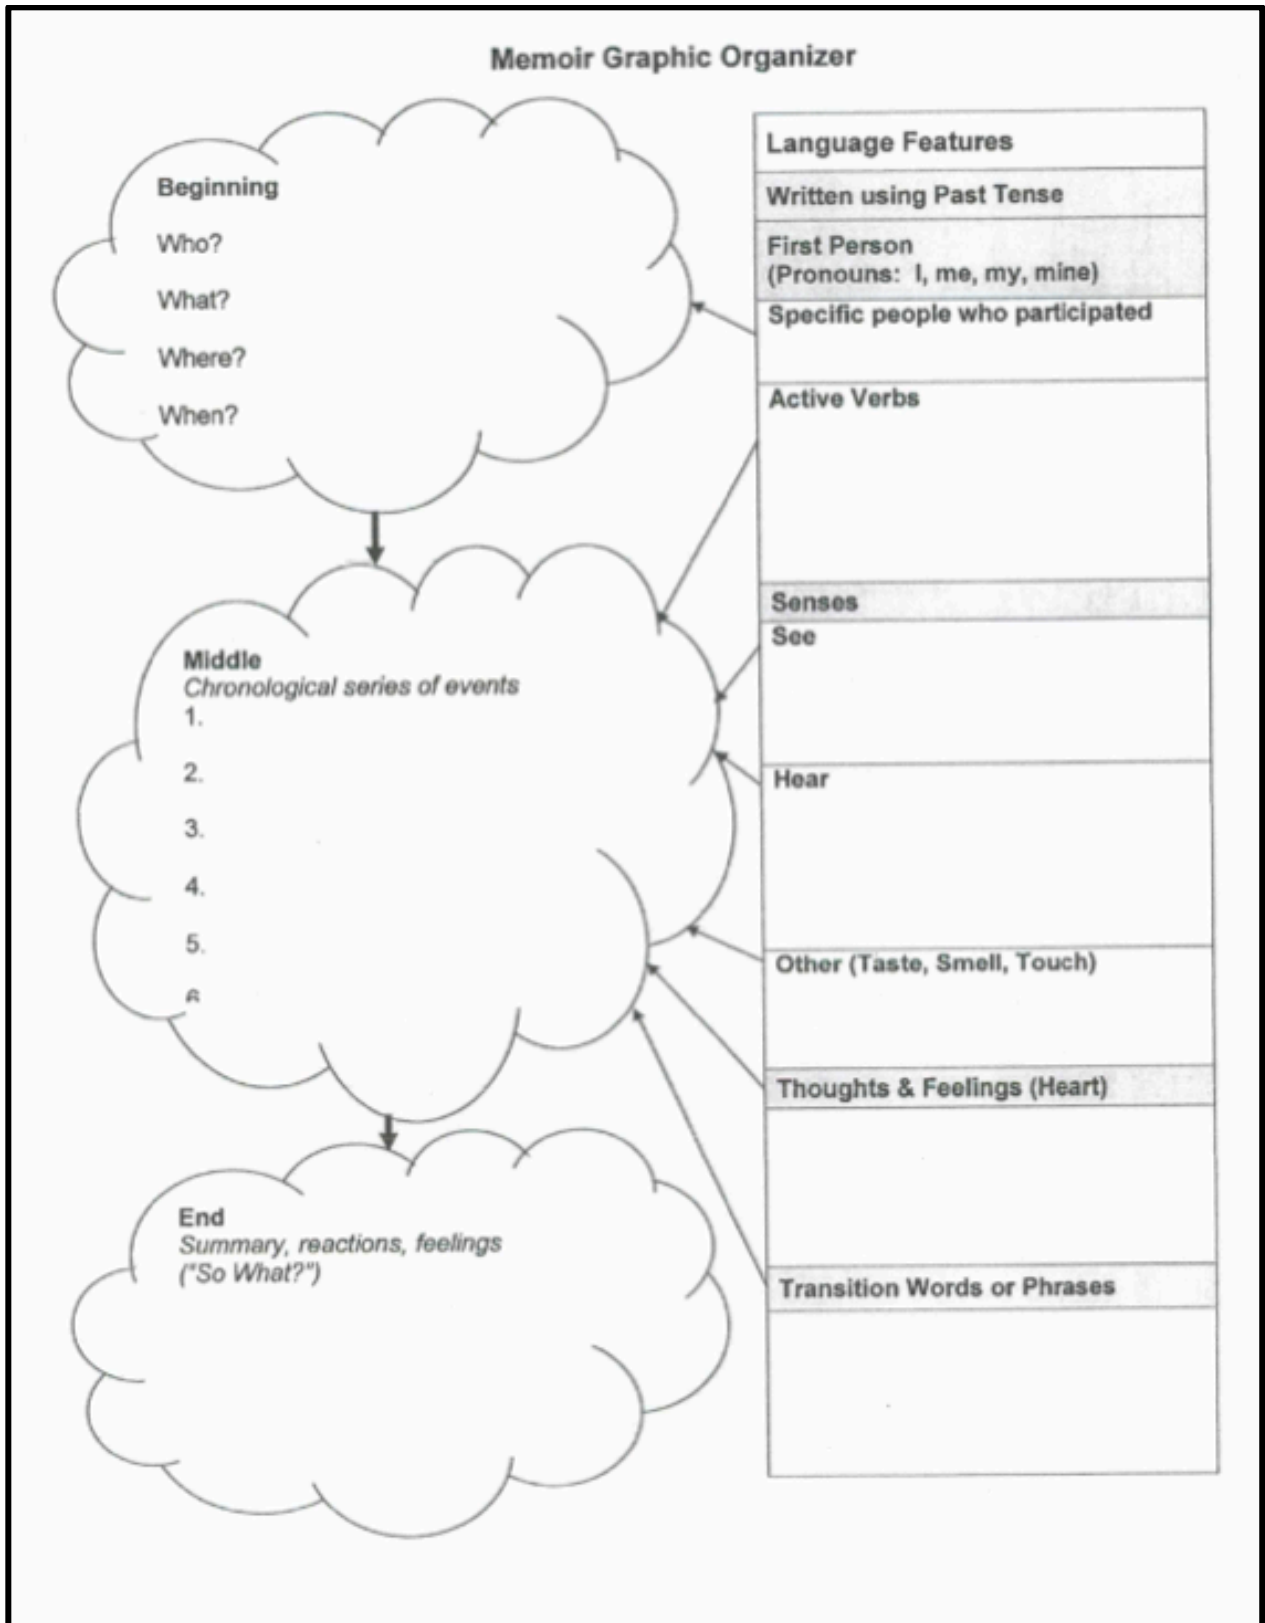 Memoir Graphic Organizer
Beginning
Who?
What?
Where?
When?
Middle
Chronological series of events
1.
2.
3.
4.
5.
6
End
Summary, reactions, feelings
("So What?")
Language Features
Written using Past Tense
First Person
(Pronouns: I, me, my, mine)
Specific people who participated
Active Verbs
Senses
See
Hear
Other (Taste, Smell, Touch)
Thoughts & Feelings (Heart)
Transition Words or Phrases